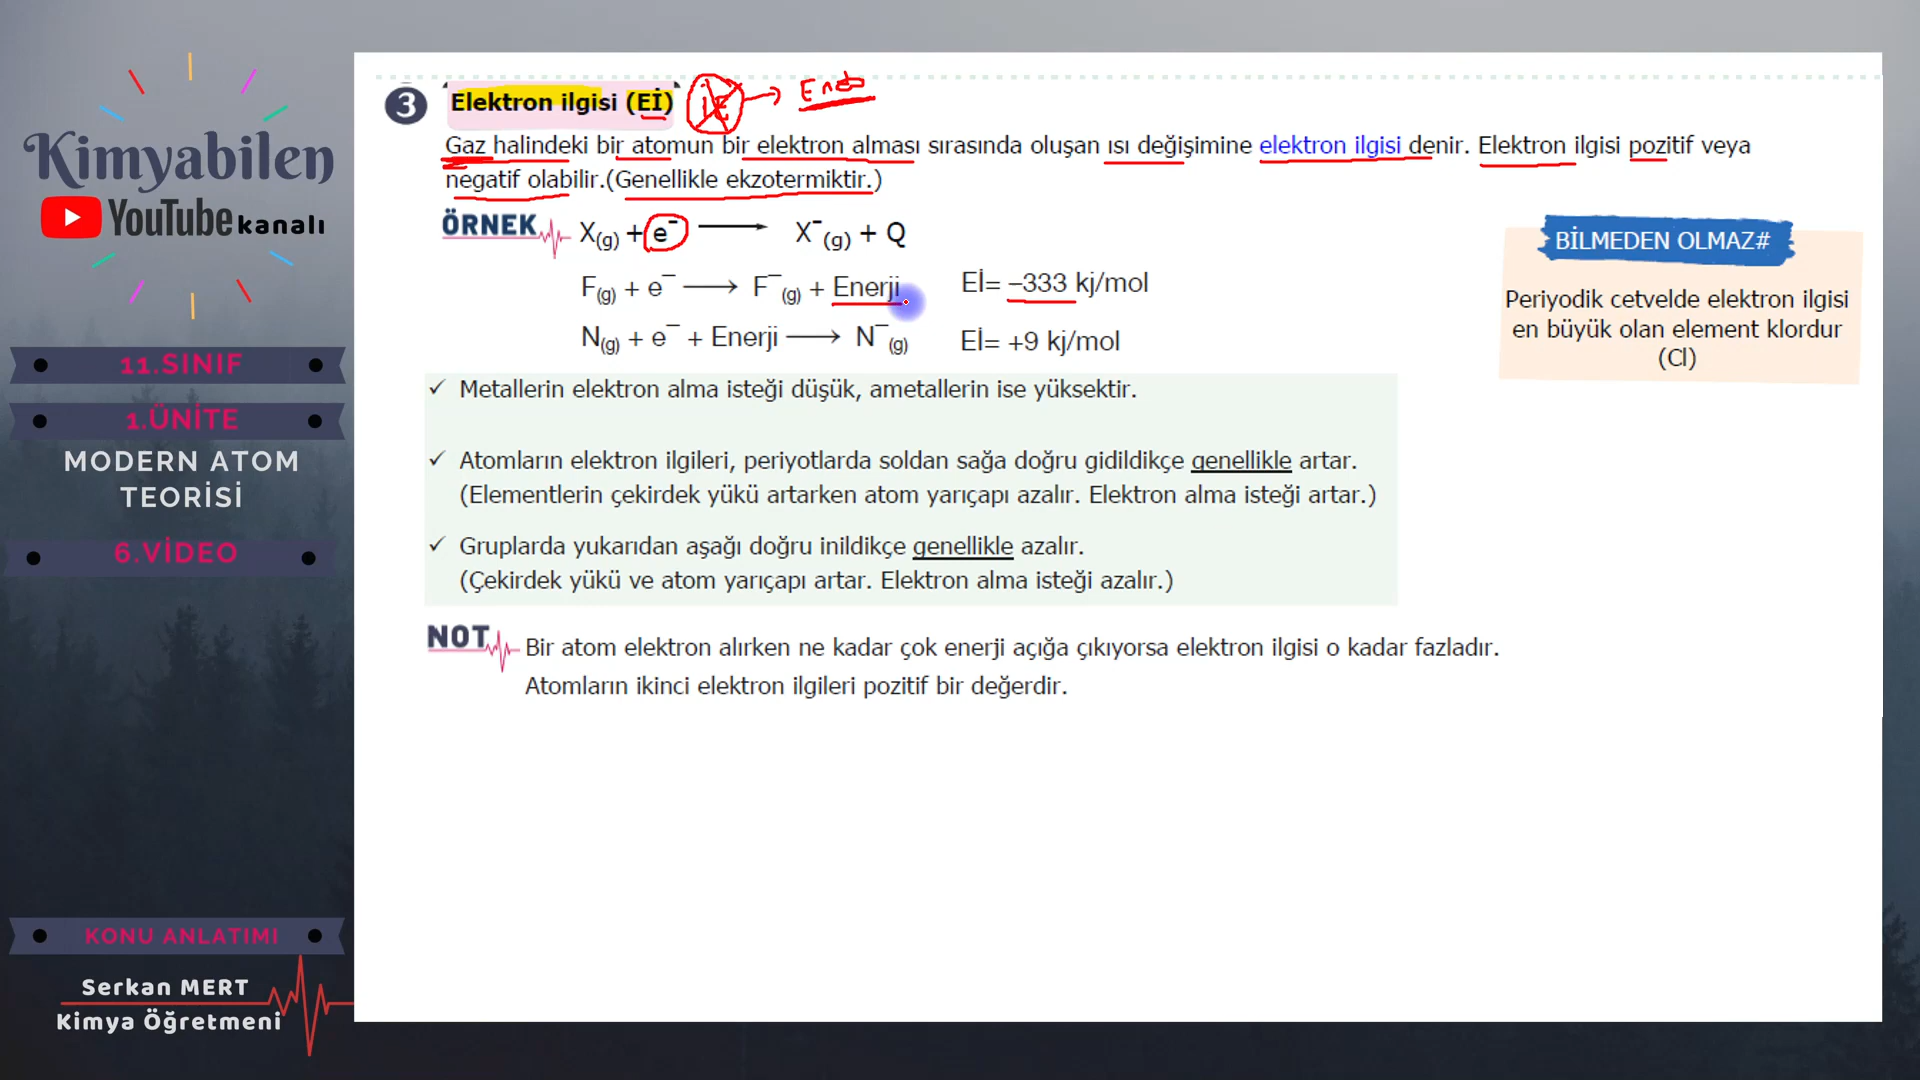 Kimyabilen
YouTube kanalı
11.SINIF
1.ÜNİTE
MODERN ATOM
TEORİSİ
6.VİDEO
KONU ANLATIMI
Serkan MERT
Kimya Öğretmeni
3 Elektron ilgisi (Eİ) İE → Endo
Gaz halindeki bir atomun bir elektron alması sırasında oluşan ısı değişimine elektron ilgisi denir. Elektron ilgisi pozitif veya
negatif olabilir.(Genellikle ekzotermiktir.)
ÖRNEK X(g) + e⁻ ⟶ X⁻(g) + Q
F(g) + e⁻ ⟶ F⁻(g) + Enerji Eİ= –333 kj/mol
N(g) + e⁻ + Enerji ⟶ N⁻(g) Eİ= +9 kj/mol
✓ Metallerin elektron alma isteği düşük, ametallerin ise yüksektir.
✓ Atomların elektron ilgileri, periyotlarda soldan sağa doğru gidildikçe genellikle artar.
(Elementlerin çekirdek yükü artarken atom yarıçapı azalır. Elektron alma isteği artar.)
✓ Gruplarda yukarıdan aşağı doğru inildikçe genellikle azalır.
(Çekirdek yükü ve atom yarıçapı artar. Elektron alma isteği azalır.)
NOT Bir atom elektron alırken ne kadar çok enerji açığa çıkıyorsa elektron ilgisi o kadar fazladır.
Atomların ikinci elektron ilgileri pozitif bir değerdir.
BİLMEDEN OLMAZ#
Periyodik cetvelde elektron ilgisi
en büyük olan element klordur
(Cl)